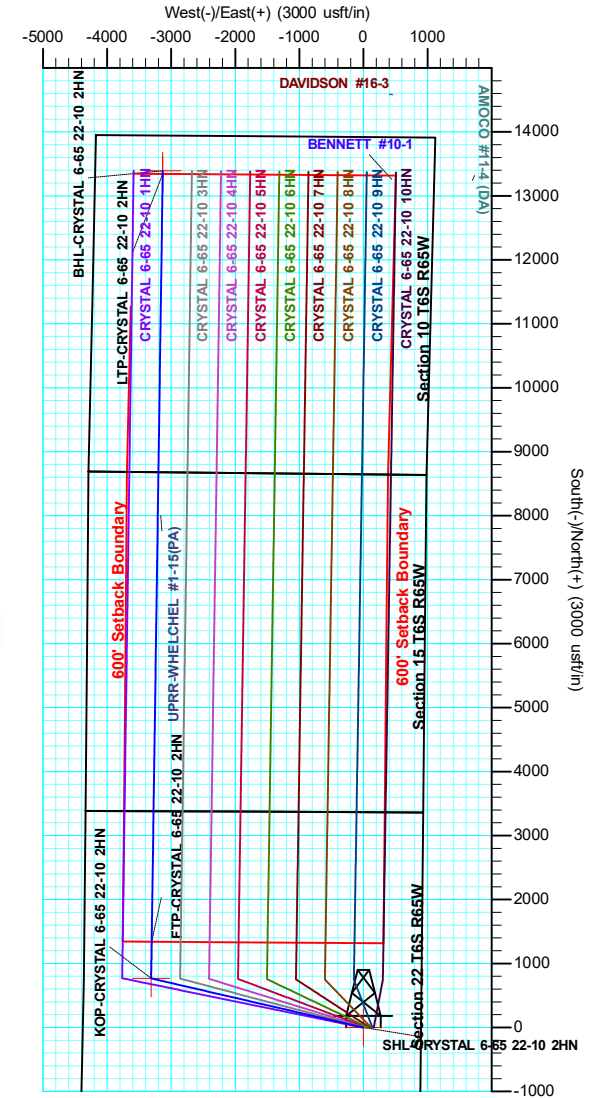 West(-)/East(+) (3000 usft/in)
-5000 -4000 -3000 -2000 -1000 0 1000
DAVIDSON #16-3
AMOCO #11-4 (DA)
BENNETT #10-1
BHL-CRYSTAL 6-65 22-10 2HN
LTP-CRYSTAL 6-65 22-10 2HN
CRYSTAL 6-65 22-10 1HN
CRYSTAL 6-65 22-10 3HN
CRYSTAL 6-65 22-10 4HN
CRYSTAL 6-65 22-10 5HN
CRYSTAL 6-65 22-10 6HN
CRYSTAL 6-65 22-10 7HN
CRYSTAL 6-65 22-10 8HN
CRYSTAL 6-65 22-10 9HN
CRYSTAL 6-65 22-10 10HN
Section 10 T6S R65W
14000
13000
12000
11000
10000
9000
8000
7000
6000
5000
4000
3000
2000
1000
0
-1000
South(-)/North(+) (3000 usft/in)
600' Setback Boundary
UPRR-WHELCHEL #1-15(PA)
600' Setback Boundary
Section 15 T6S R65W
FTP-CRYSTAL 6-65 22-10 2HN
KOP-CRYSTAL 6-65 22-10 2HN
Section 22 T6S R65W
SHL-CRYSTAL 6-65 22-10 2HN